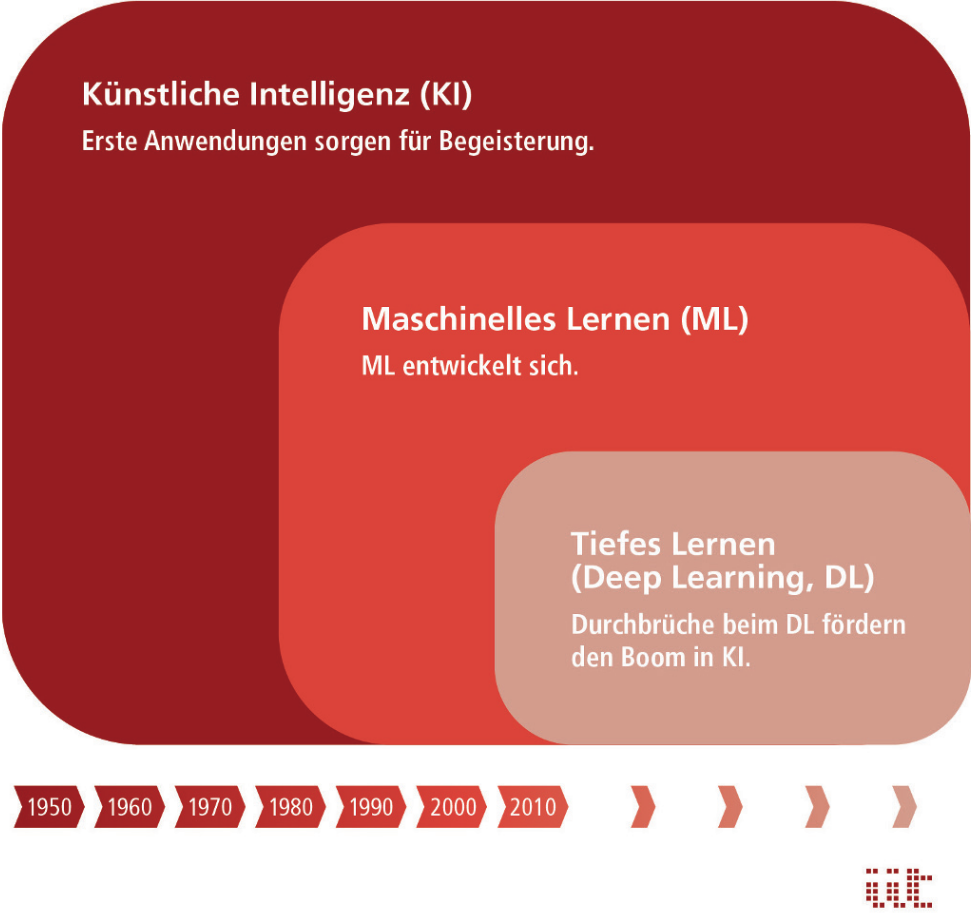 Künstliche Intelligenz (KI)
Erste Anwendungen sorgen für Begeisterung.
Maschinelles Lernen (ML)
ML entwickelt sich.
Tiefes Lernen
(Deep Learning, DL)
Durchbrüche beim DL fördern
den Boom in KI.
1950 1960 1970 1980 1990 2000 2010